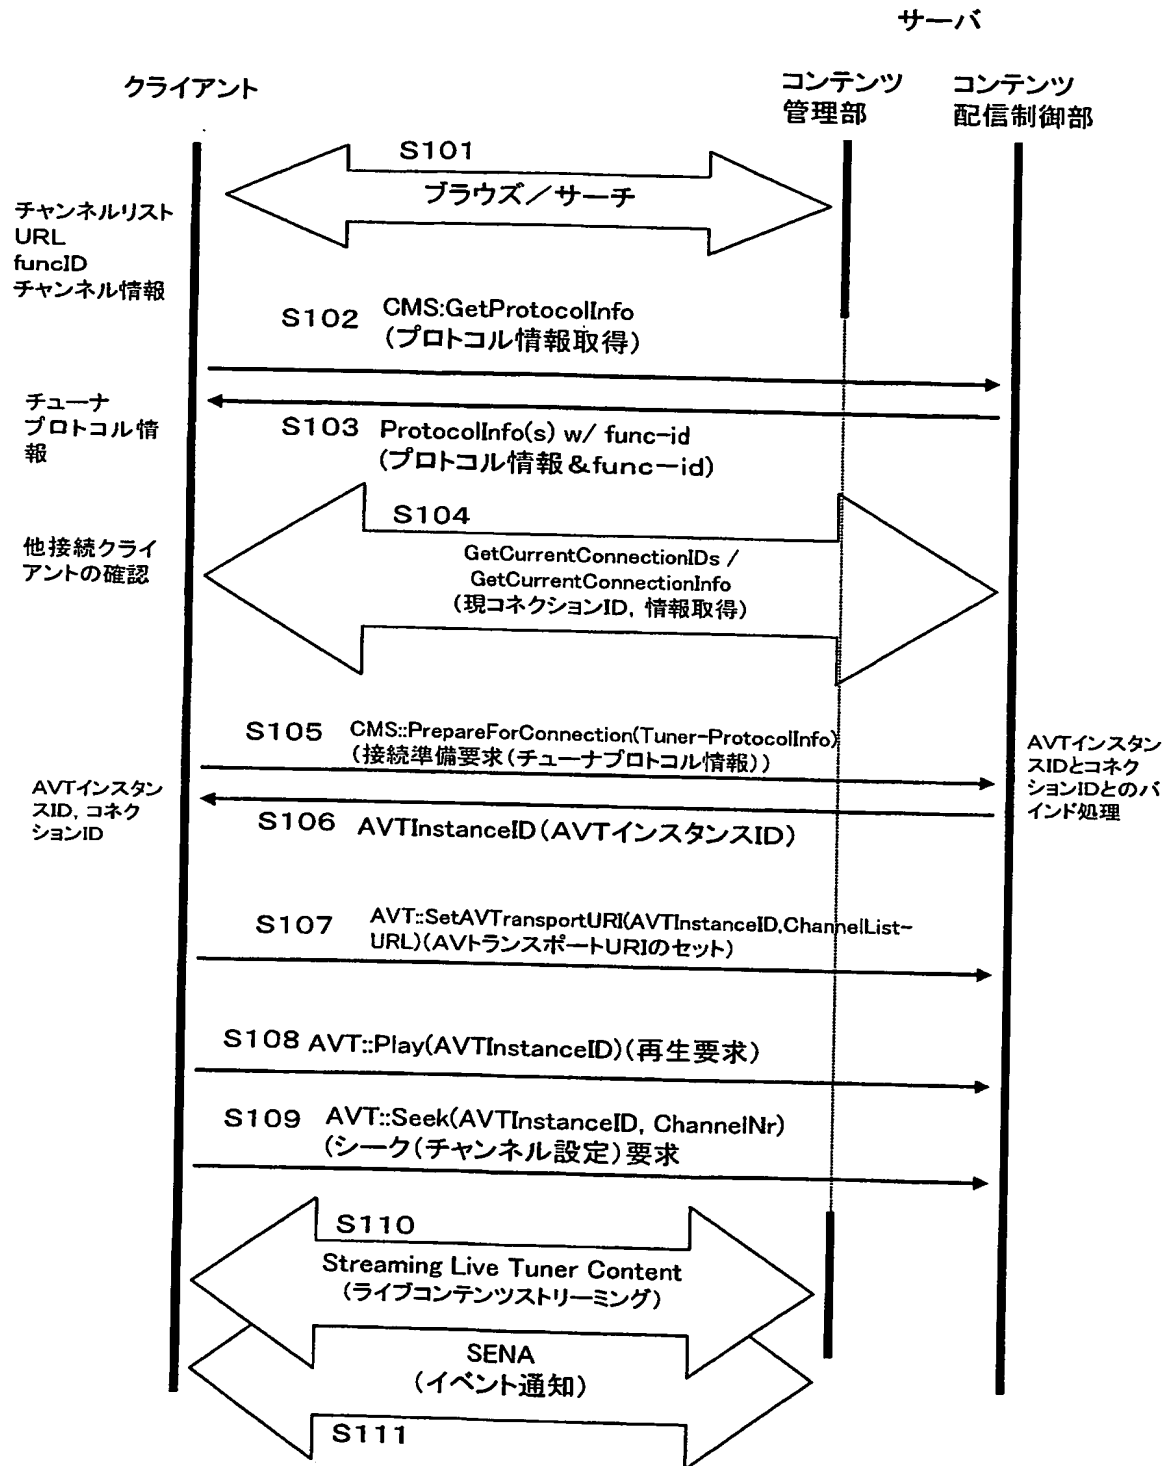 サーバ
クライアント
コンテンツ
管理部
コンテンツ
配信制御部
S101
ブラウズ／サーチ
チャンネルリスト
URL
funcID
チャンネル情報
S102
CMS:GetProtocolInfo
(プロトコル情報取得)
チューナ
プロトコル情
報
S103
ProtocolInfo(s) w/ func-id
(プロトコル情報＆func－id)
S104
他接続クライ
アントの確認
GetCurrentConnectionIDs /
GetCurrentConnectionInfo
(現コネクションID, 情報取得)
S105
CMS::PrepareForConnection(Tuner-ProtocolInfo)
(接続準備要求(チューナプロトコル情報))
AVTインスタン
スIDとコネク
ションIDとのバ
インド処理
AVTインスタン
スID, コネク
ションID
S106
AVTInstanceID(AVTインスタンスID)
S107
AVT::SetAVTransportURI(AVTInstanceID,ChannelList-
URL)(AVトランスポートURIのセット)
S108 AVT::Play(AVTInstanceID)(再生要求)
S109
AVT::Seek(AVTInstanceID, ChannelNr)
(シーク(チャンネル設定)要求
S110
Streaming Live Tuner Content
(ライブコンテンツストリーミング)
SENA
(イベント通知)
S111